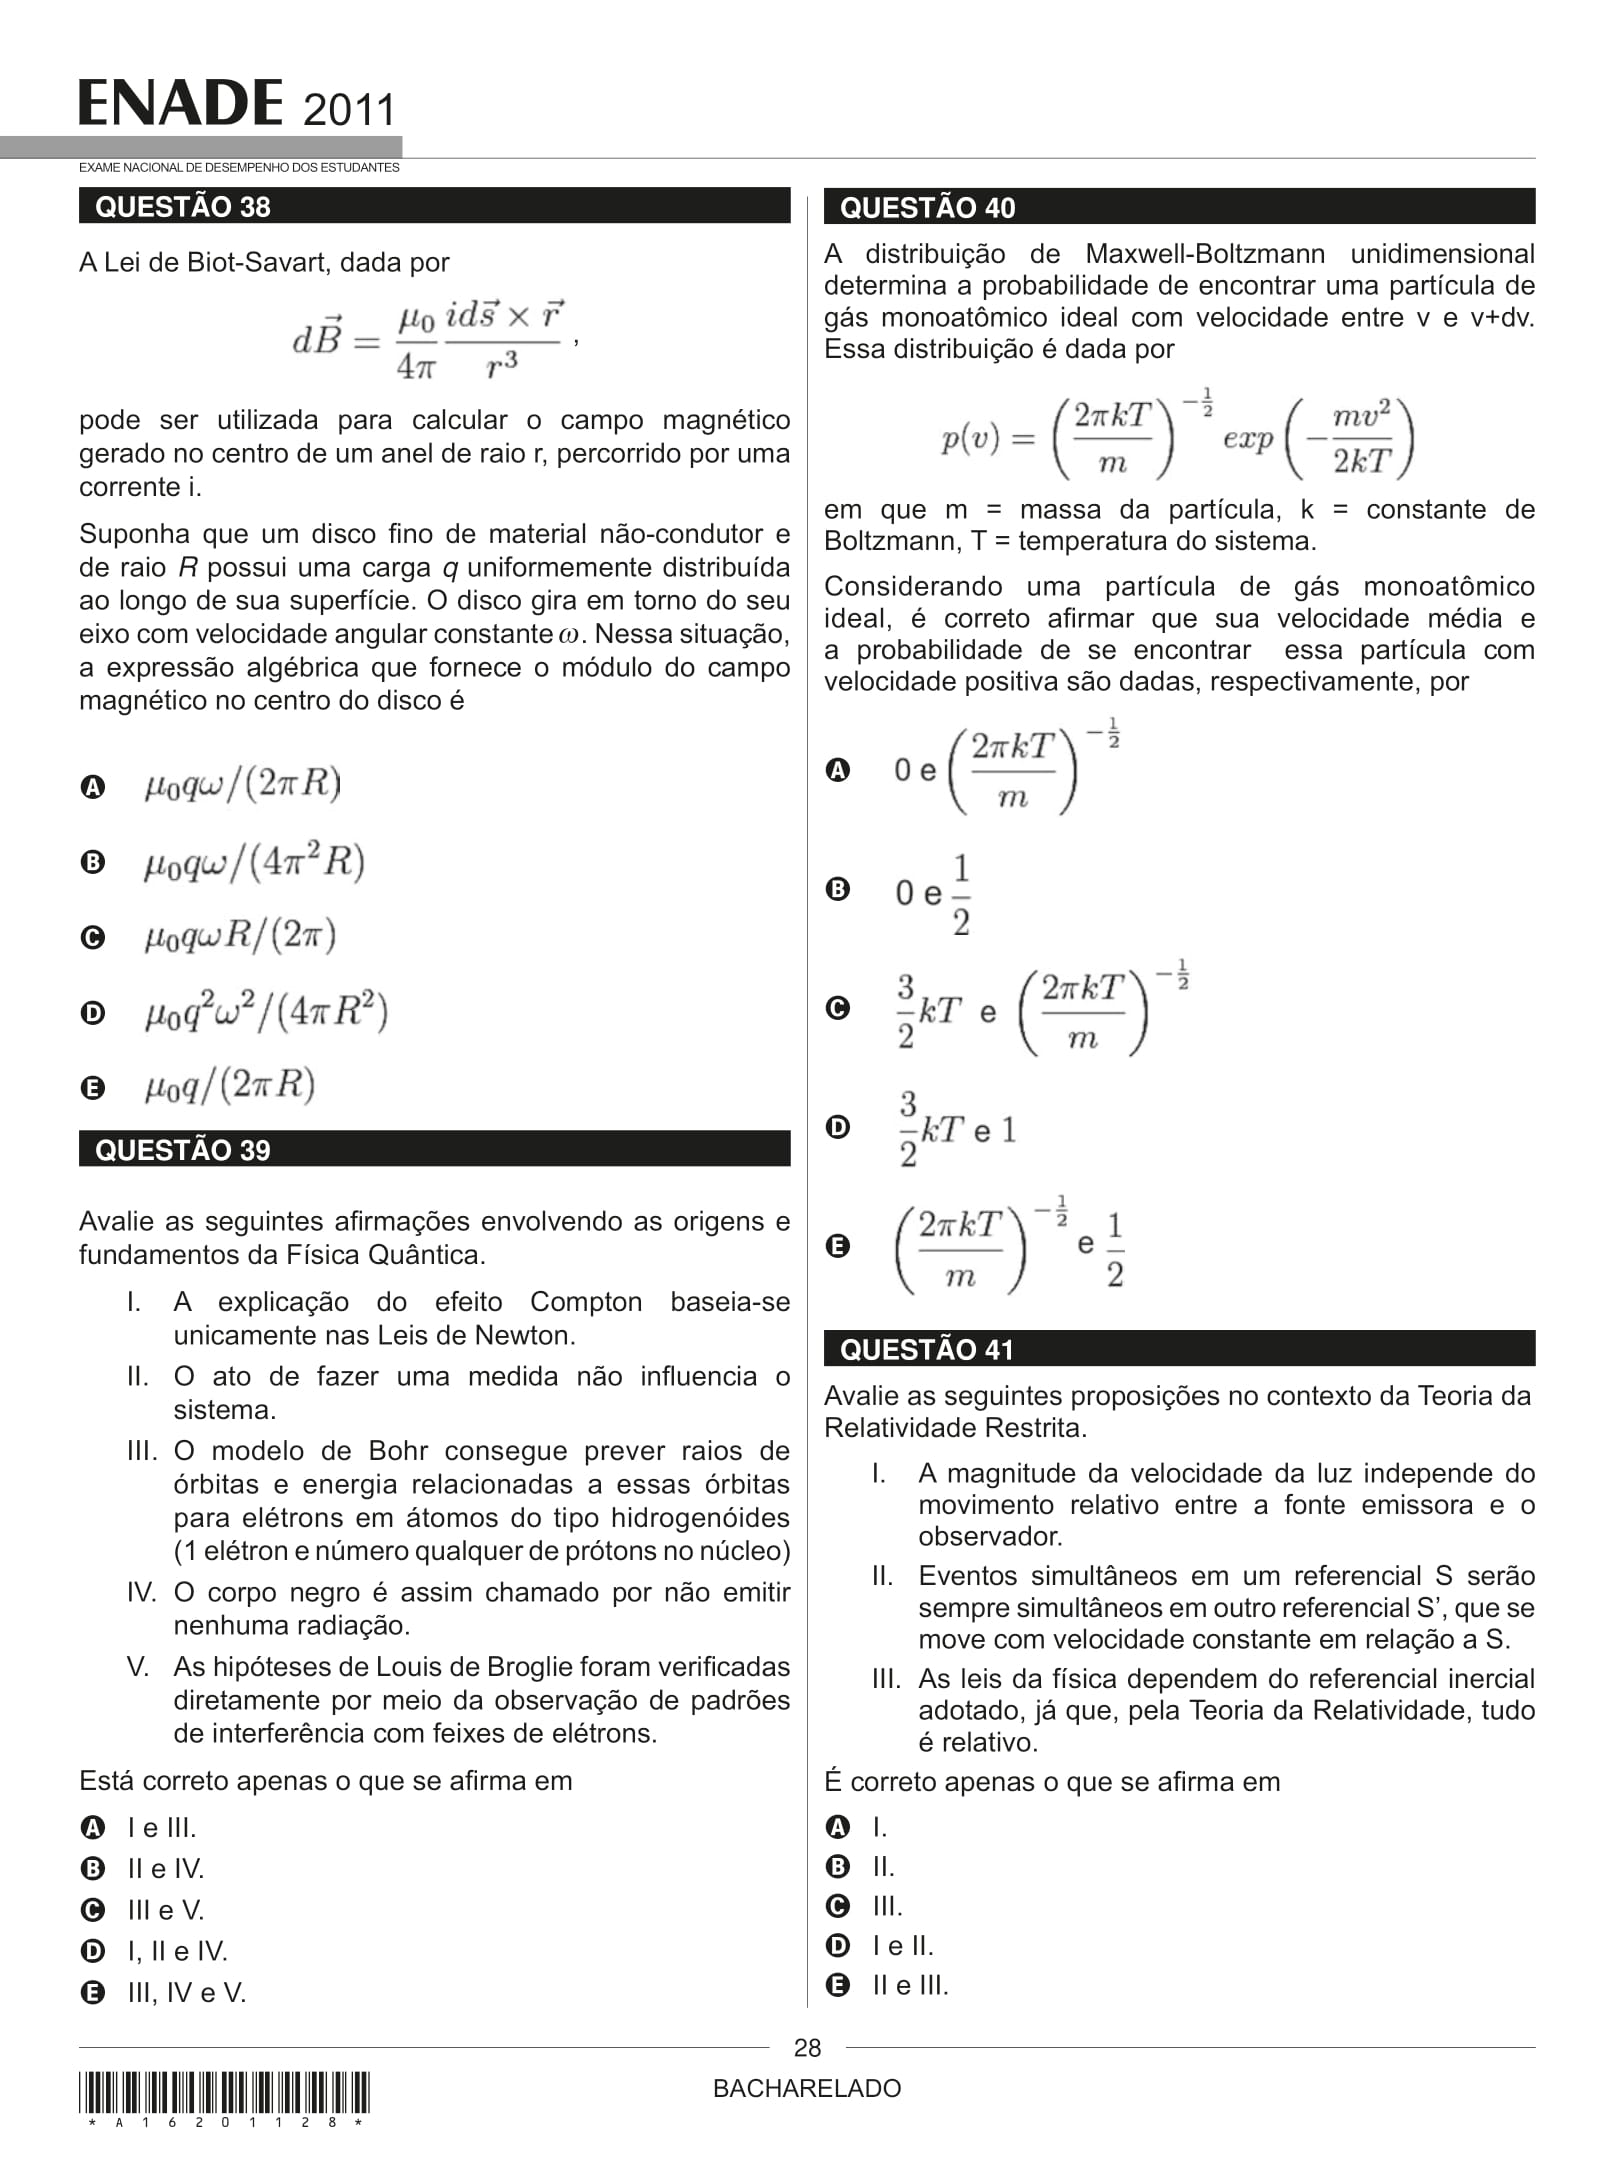 ENADE 2011
EXAME NACIONAL DE DESEMPENHO DOS ESTUDANTES
QUESTÃO 38
A Lei de Biot-Savart, dada por
$d\vec{B} = \frac{\mu_0}{4\pi} \frac{id\vec{s} \times \vec{r}}{r^3}$ ,
pode ser utilizada para calcular o campo magnético
gerado no centro de um anel de raio r, percorrido por uma
corrente i.
Suponha que um disco fino de material não-condutor e
de raio R possui uma carga q uniformemente distribuída
ao longo de sua superfície. O disco gira em torno do seu
eixo com velocidade angular constante ω. Nessa situação,
a expressão algébrica que fornece o módulo do campo
magnético no centro do disco é
A $\mu_0 q\omega/(2\pi R)$
B $\mu_0 q\omega/(4\pi^2 R)$
C $\mu_0 q\omega R/(2\pi)$
D $\mu_0 q^2\omega^2/(4\pi R^2)$
E $\mu_0 q/(2\pi R)$
QUESTÃO 39
Avalie as seguintes afirmações envolvendo as origens e
fundamentos da Física Quântica.
I. A explicação do efeito Compton baseia-se
unicamente nas Leis de Newton.
II. O ato de fazer uma medida não influencia o
sistema.
III. O modelo de Bohr consegue prever raios de
órbitas e energia relacionadas a essas órbitas
para elétrons em átomos do tipo hidrogenóides
(1 elétron e número qualquer de prótons no núcleo)
IV. O corpo negro é assim chamado por não emitir
nenhuma radiação.
V. As hipóteses de Louis de Broglie foram verificadas
diretamente por meio da observação de padrões
de interferência com feixes de elétrons.
Está correto apenas o que se afirma em
A I e III.
B II e IV.
C III e V.
D I, II e IV.
E III, IV e V.
QUESTÃO 40
A distribuição de Maxwell-Boltzmann unidimensional
determina a probabilidade de encontrar uma partícula de
gás monoatômico ideal com velocidade entre v e v+dv.
Essa distribuição é dada por
$p(v) = \left(\frac{2\pi kT}{m}\right)^{-\frac{1}{2}} exp\left(-\frac{mv^2}{2kT}\right)$
em que m = massa da partícula, k = constante de
Boltzmann, T = temperatura do sistema.
Considerando uma partícula de gás monoatômico
ideal, é correto afirmar que sua velocidade média e
a probabilidade de se encontrar essa partícula com
velocidade positiva são dadas, respectivamente, por
A 0 e $\left(\frac{2\pi kT}{m}\right)^{-\frac{1}{2}}$
B 0 e $\frac{1}{2}$
C $\frac{3}{2}kT$ e $\left(\frac{2\pi kT}{m}\right)^{-\frac{1}{2}}$
D $\frac{3}{2}kT$ e 1
E $\left(\frac{2\pi kT}{m}\right)^{-\frac{1}{2}}$ e $\frac{1}{2}$
QUESTÃO 41
Avalie as seguintes proposições no contexto da Teoria da
Relatividade Restrita.
I. A magnitude da velocidade da luz independe do
movimento relativo entre a fonte emissora e o
observador.
II. Eventos simultâneos em um referencial S serão
sempre simultâneos em outro referencial S’, que se
move com velocidade constante em relação a S.
III. As leis da física dependem do referencial inercial
adotado, já que, pela Teoria da Relatividade, tudo
é relativo.
É correto apenas o que se afirma em
A I.
B II.
C III.
D I e II.
E II e III.
28
BACHARELADO
* A 1 6 2 0 1 1 2 8 *